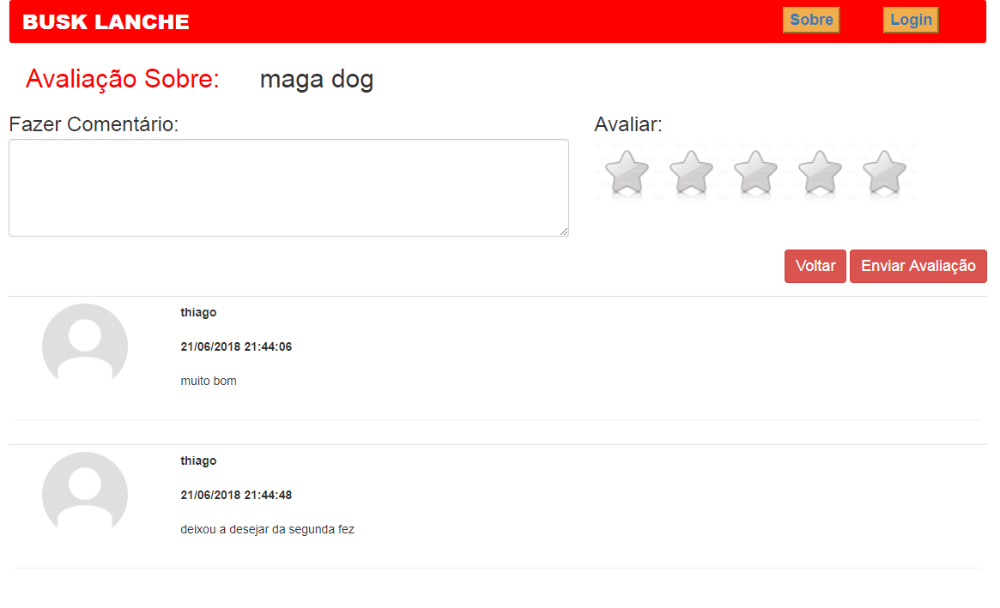 BUSK LANCHE Sobre Login
Avaliação Sobre: maga dog
Fazer Comentário: Avaliar:
Voltar Enviar Avaliação
thiago
21/06/2018 21:44:06
muito bom
thiago
21/06/2018 21:44:48
deixou a desejar da segunda fez